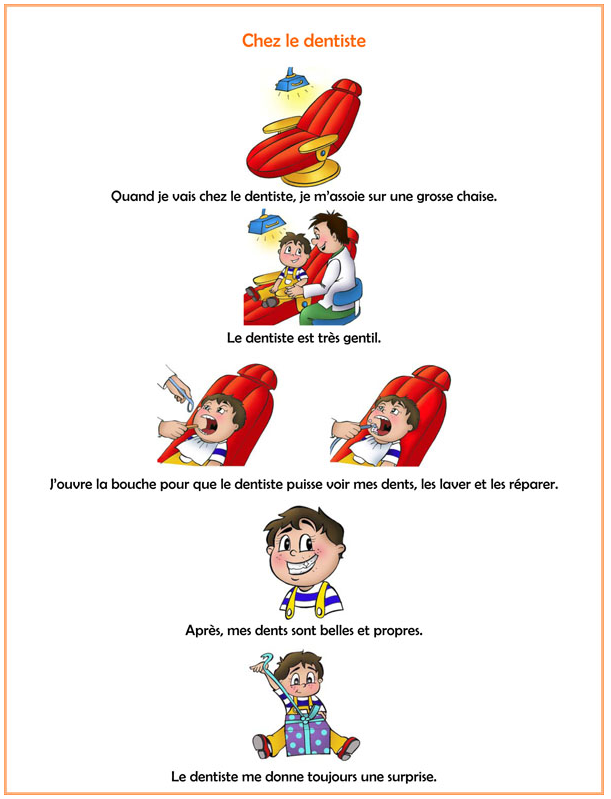 Chez le dentiste
Quand je vais chez le dentiste, je m'assoie sur une grosse chaise.
Le dentiste est très gentil.
J'ouvre la bouche pour que le dentiste puisse voir mes dents, les laver et les réparer.
Après, mes dents sont belles et propres.
Le dentiste me donne toujours une surprise.